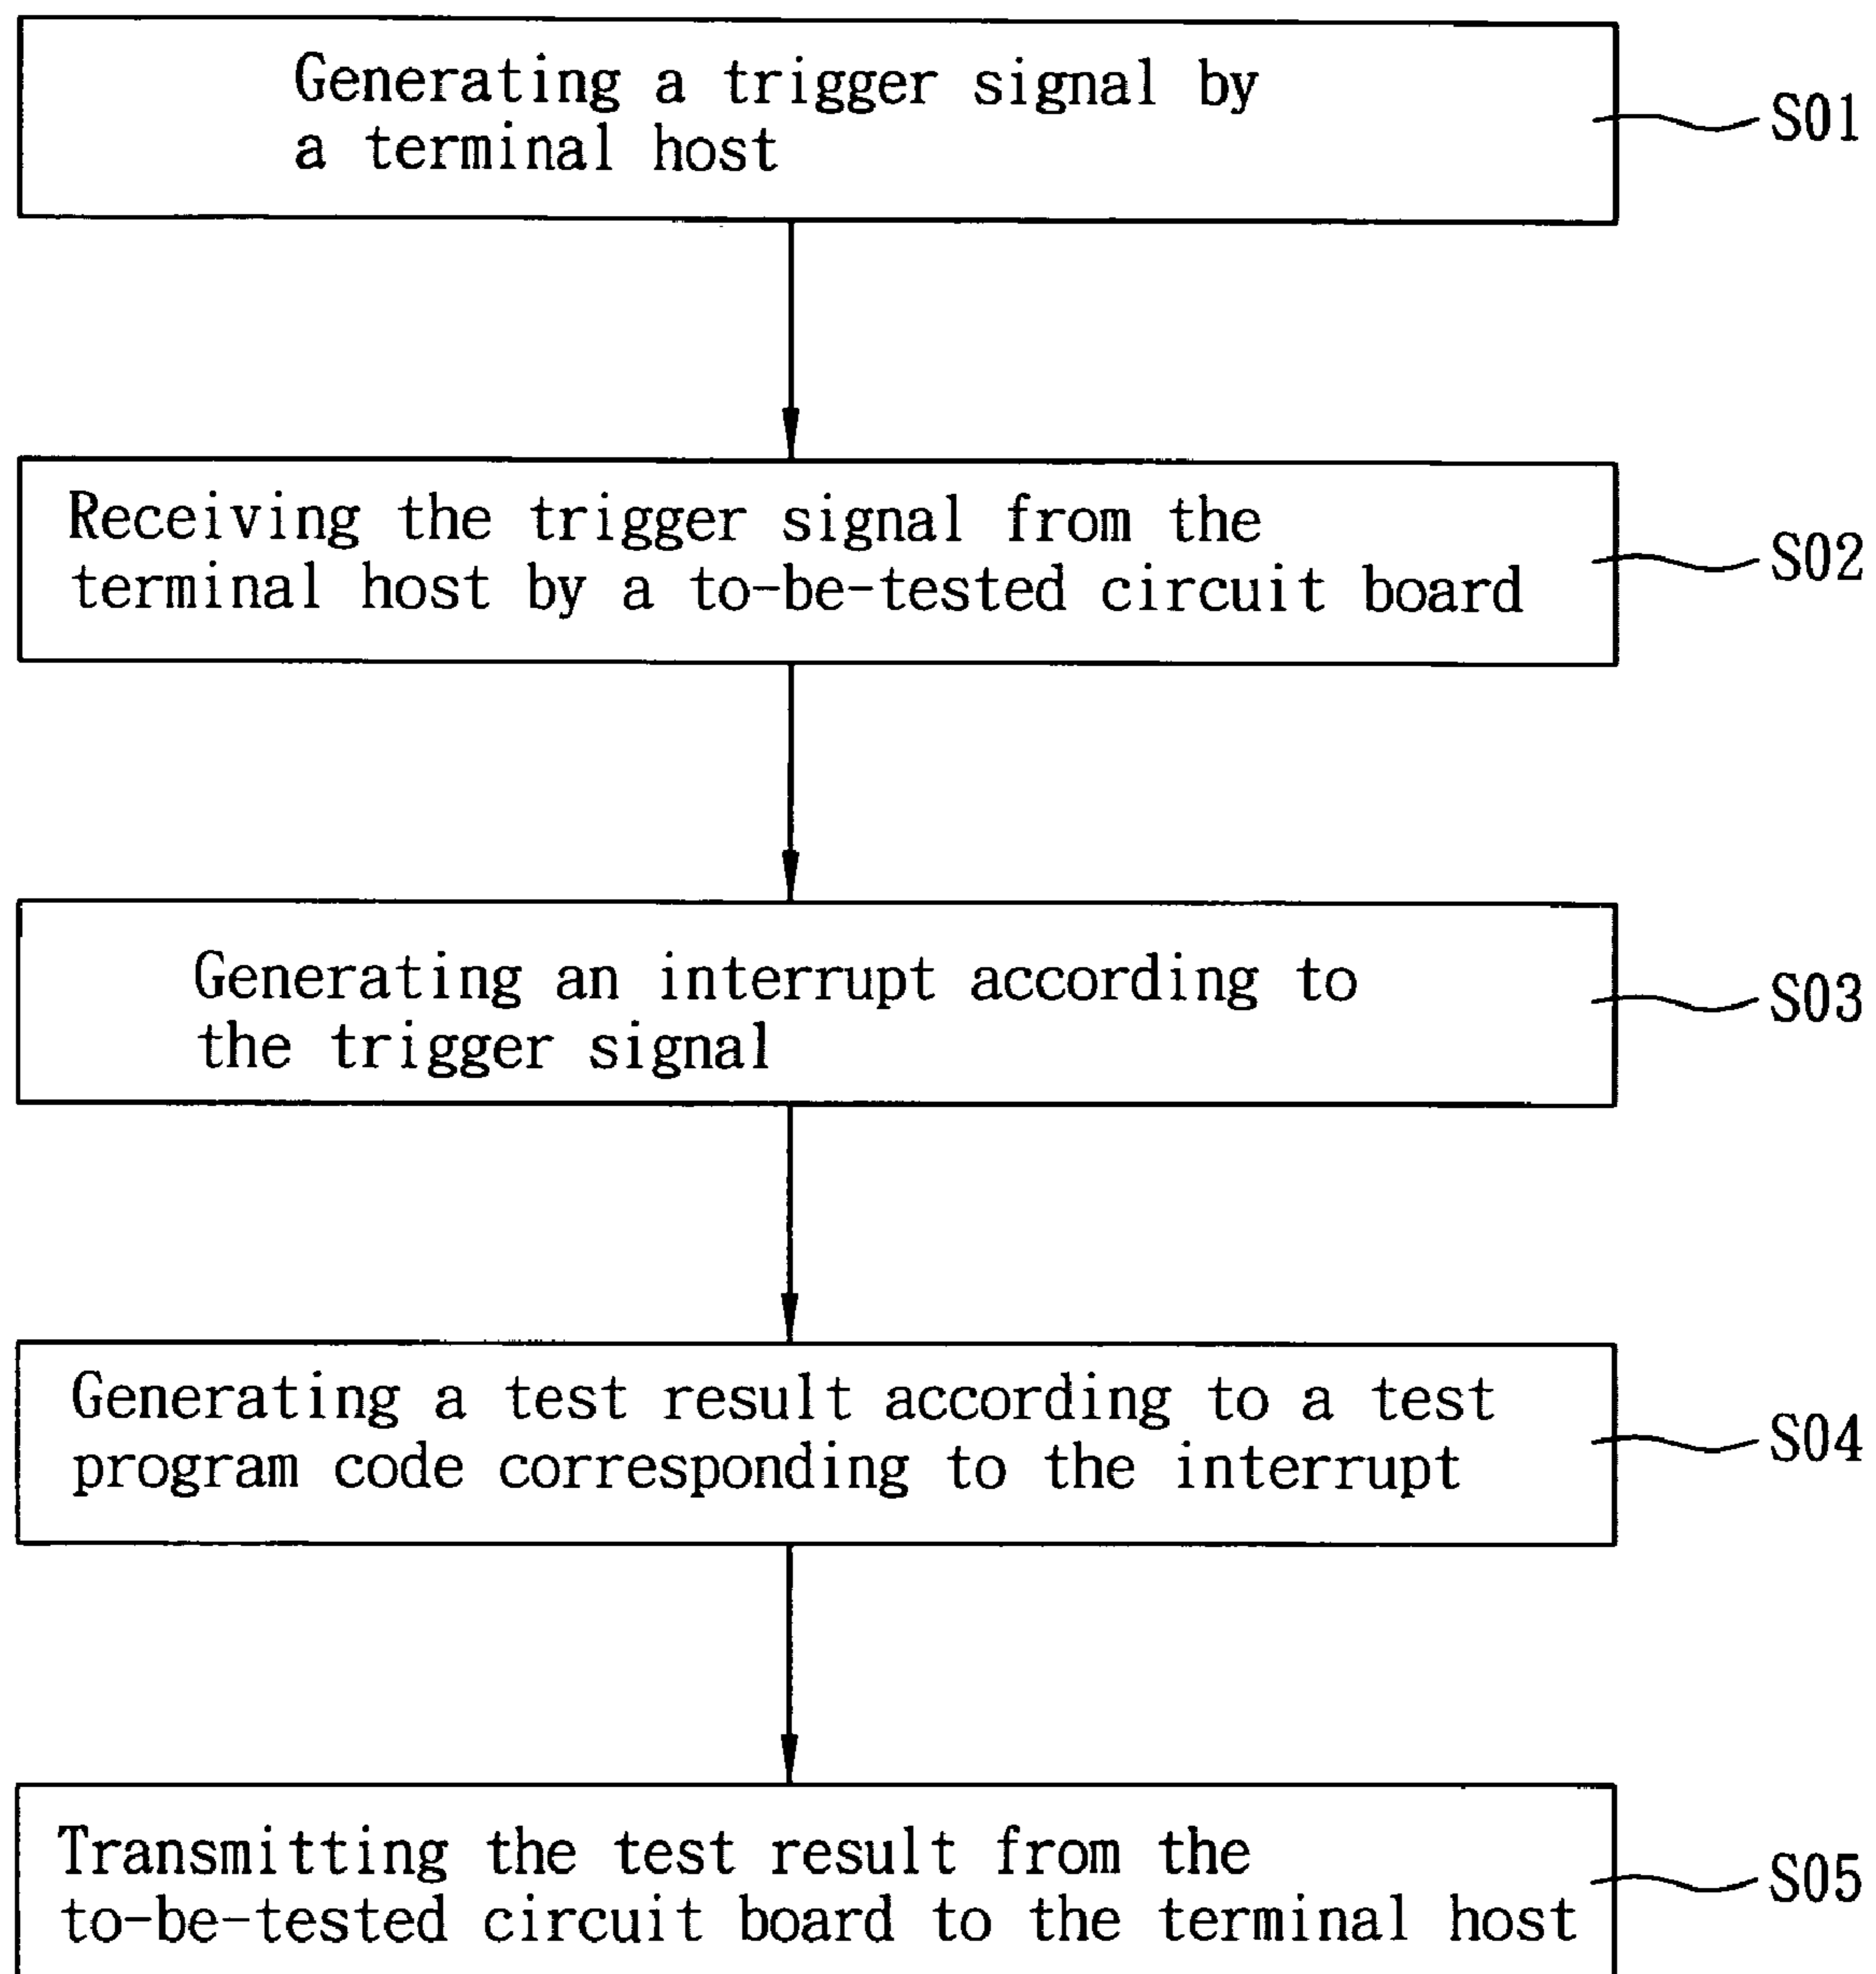 Generating a trigger signal by
a terminal host
S01
Receiving the trigger signal from the
terminal host by a to-be-tested circuit board
S02
Generating an interrupt according to
the trigger signal
S03
Generating a test result according to a test
program code corresponding to the interrupt
S04
Transmitting the test result from the
to-be-tested circuit board to the terminal host
S05